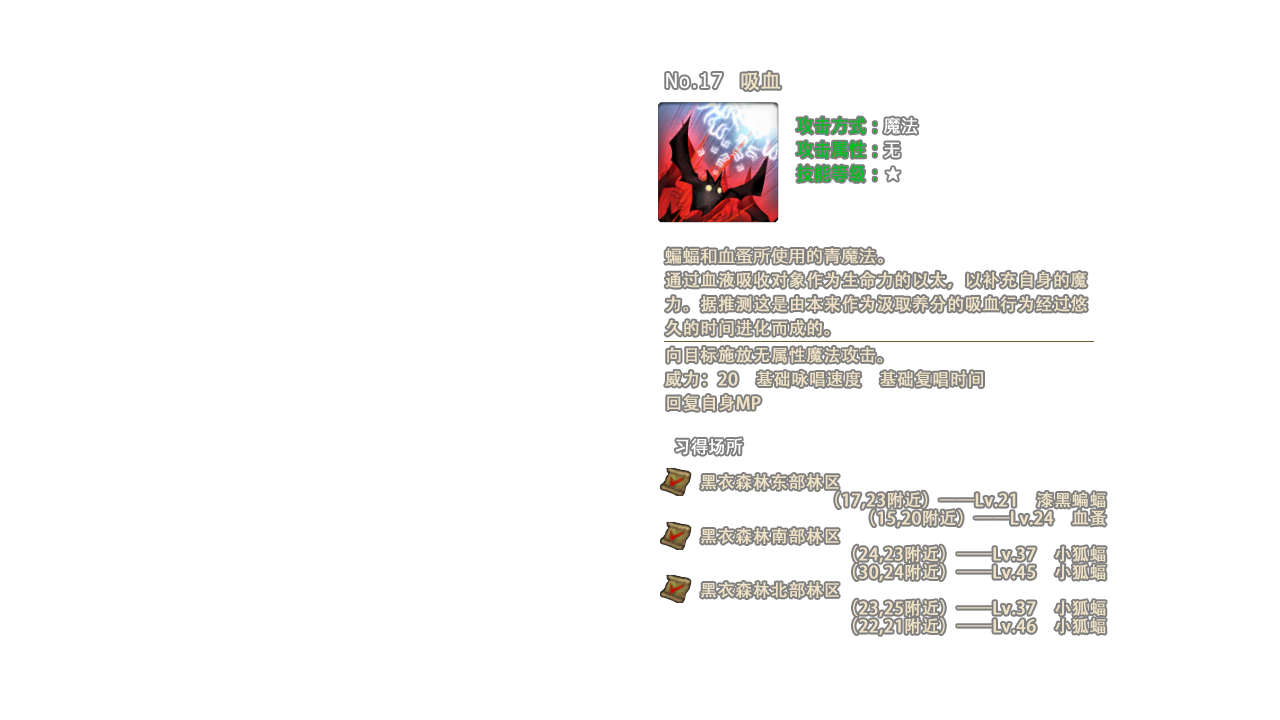 No.17 吸血
攻击方式：魔法
攻击属性：无
技能等级：☆
蝙蝠和血蚤所使用的青魔法。
通过血液吸收对象作为生命力的以太，以补充自身的魔
力。据推测这是由本来作为汲取养分的吸血行为经过悠
久的时间进化而成的。
向目标施放无属性魔法攻击。
威力：20 基础咏唱速度 基础复唱时间
回复自身MP
习得场所
黑衣森林东部林区
（17,23附近）——Lv.21 漆黑蝙蝠
（15,20附近）——Lv.24 血蚤
黑衣森林南部林区
（24,23附近）——Lv.37 小狐蝠
（30,24附近）——Lv.45 小狐蝠
黑衣森林北部林区
（23,25附近）——Lv.37 小狐蝠
（22,21附近）——Lv.46 小狐蝠